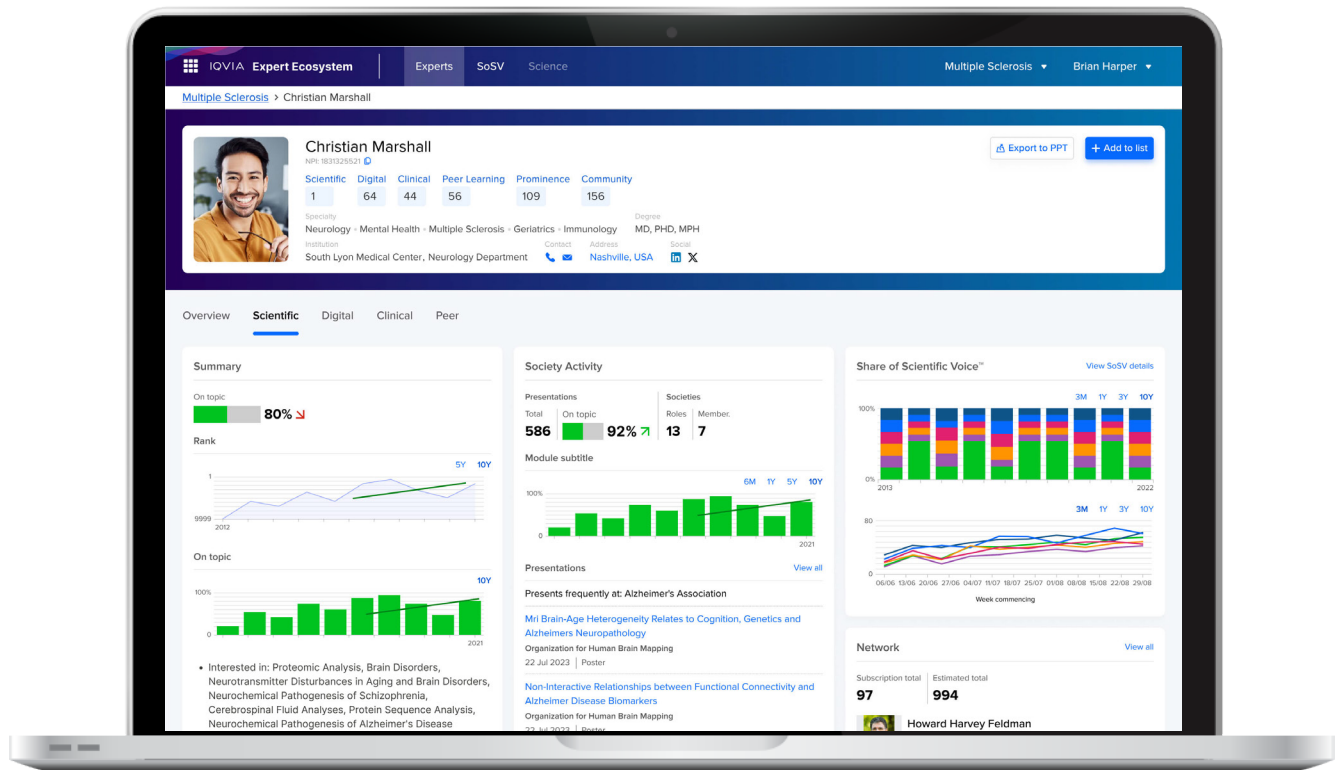 IQVIA Expert Ecosystem
Experts SoSV Science
Multiple Sclerosis Brian Harper
Multiple Sclerosis > Christian Marshall
Christian Marshall
NPI: 1831325521
Export to PPT
+ Add to list
Scientific Digital Clinical Peer Learning Prominence Community
1 64 44 56 109 156
Specialty Degree
Neurology • Mental Health • Multiple Sclerosis • Geriatrics • Immunology MD, PHD, MPH
Institution Contact Address Social
South Lyon Medical Center, Neurology Department Nashville, USA
Overview Scientific Digital Clinical Peer
Summary
On topic
80%
Rank
5Y 10Y
1
9999
2012
On topic
10Y
100%
0
2021
• Interested in: Proteomic Analysis, Brain Disorders,
Neurotransmitter Disturbances in Aging and Brain Disorders,
Neurochemical Pathogenesis of Schizophrenia,
Cerebrospinal Fluid Analyses, Protein Sequence Analysis,
Neurochemical Pathogenesis of Alzheimer's Disease
Society Activity
Presentations Societies
Total On topic Roles Member.
586 92% 13 7
Module subtitle
6M 1Y 5Y 10Y
100%
0
2021
Presentations View all
Presents frequently at: Alzheimer's Association
Mri Brain-Age Heterogeneity Relates to Cognition, Genetics and
Alzheimers Neuropathology
Organization for Human Brain Mapping
22 Jul 2023 | Poster
Non-Interactive Relationships between Functional Connectivity and
Alzheimer Disease Biomarkers
Organization for Human Brain Mapping
22 Jul 2023 | Poster
Share of Scientific Voice™ View SoSV details
3M 1Y 3Y 10Y
100%
0%
2013 2022
3M 1Y 3Y 10Y
80
0
06/06 13/06 20/06 27/06 04/07 11/07 18/07 25/07 01/08 08/08 15/08 22/08 29/08
Week commencing
Network View all
Subscription total Estimated total
97 994
Howard Harvey Feldman